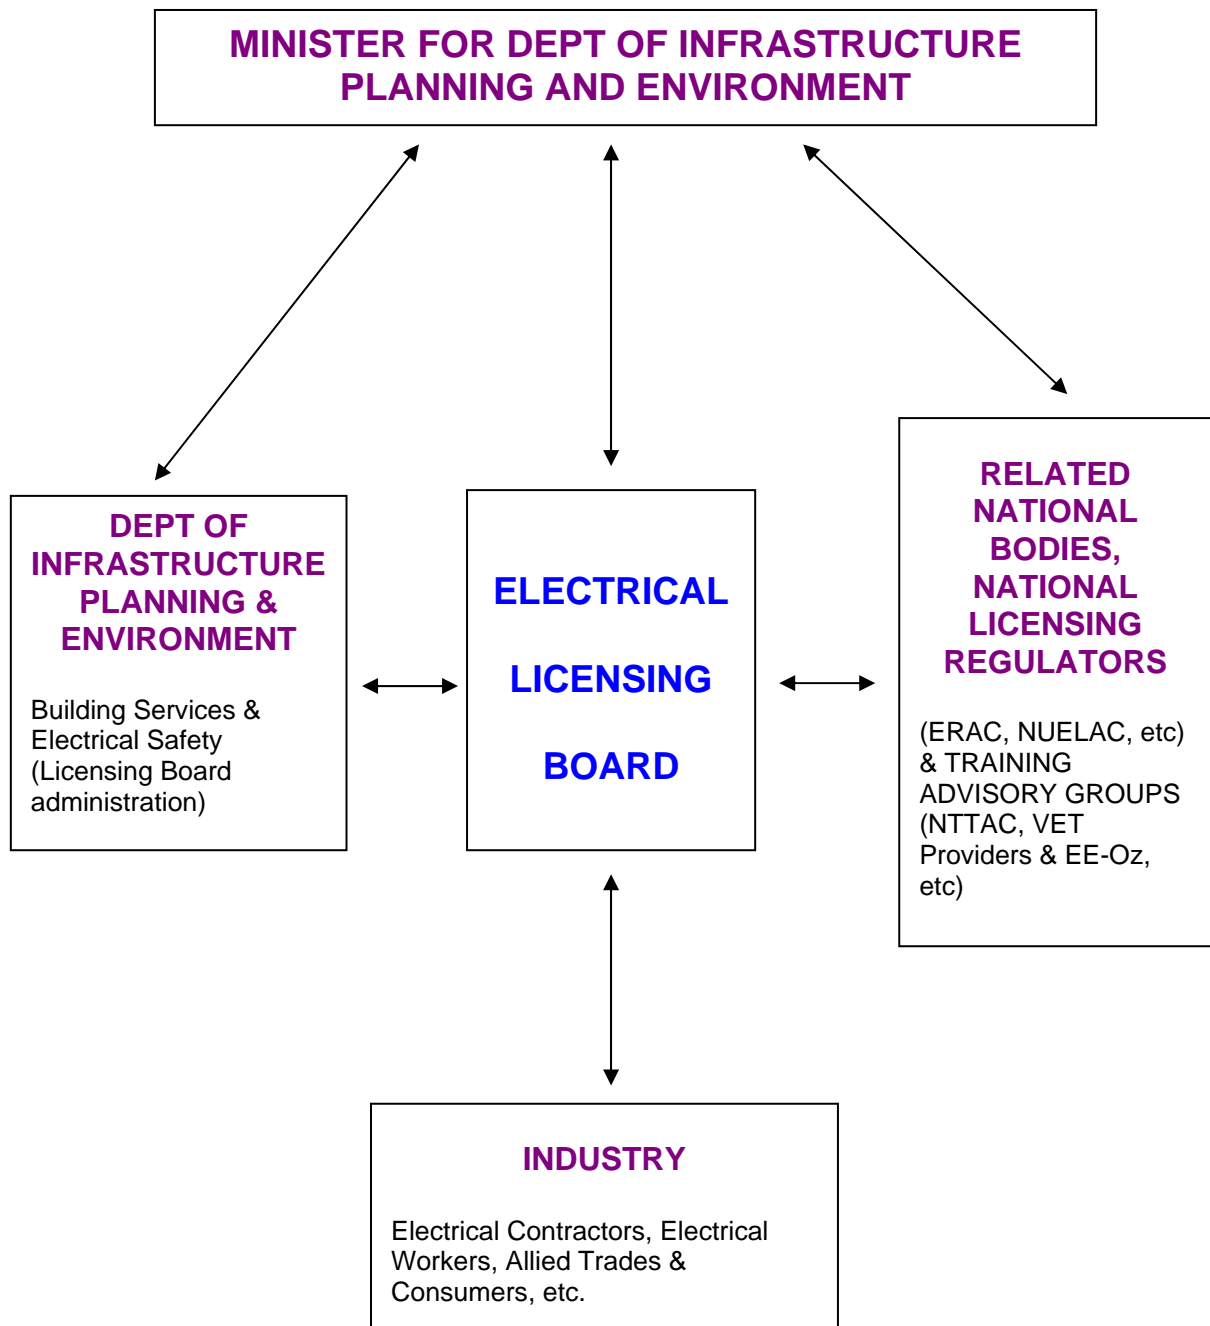 MINISTER FOR DEPT OF INFRASTRUCTURE
PLANNING AND ENVIRONMENT
DEPT OF
INFRASTRUCTURE
PLANNING &
ENVIRONMENT
Building Services &
Electrical Safety
(Licensing Board
administration)
ELECTRICAL
LICENSING
BOARD
RELATED
NATIONAL
BODIES,
NATIONAL
LICENSING
REGULATORS
(ERAC, NUELAC, etc)
& TRAINING
ADVISORY GROUPS
(NTTAC, VET
Providers & EE-Oz,
etc)
INDUSTRY
Electrical Contractors, Electrical
Workers, Allied Trades &
Consumers, etc.